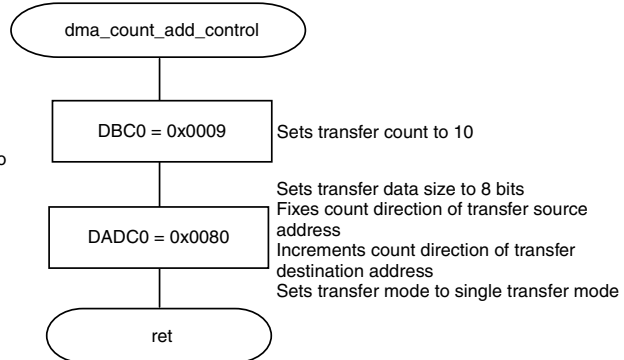 dma_count_add_control
DBC0 = 0x0009
Sets transfer count to 10
o
Sets transfer data size to 8 bits
Fixes count direction of transfer source
address
DADC0 = 0x0080
Increments count direction of transfer
destination address
Sets transfer mode to single transfer mode
ret